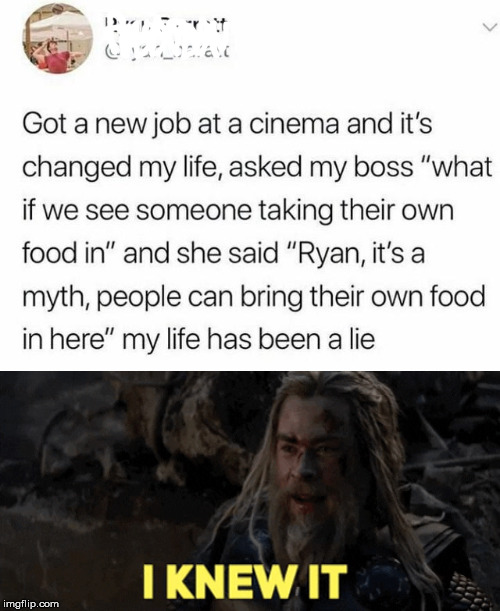 Got a new job at a cinema and it's
changed my life, asked my boss "what
if we see someone taking their own
food in" and she said "Ryan, it's a
myth, people can bring their own food
in here" my life has been a lie
I KNEW IT
imgflip.com